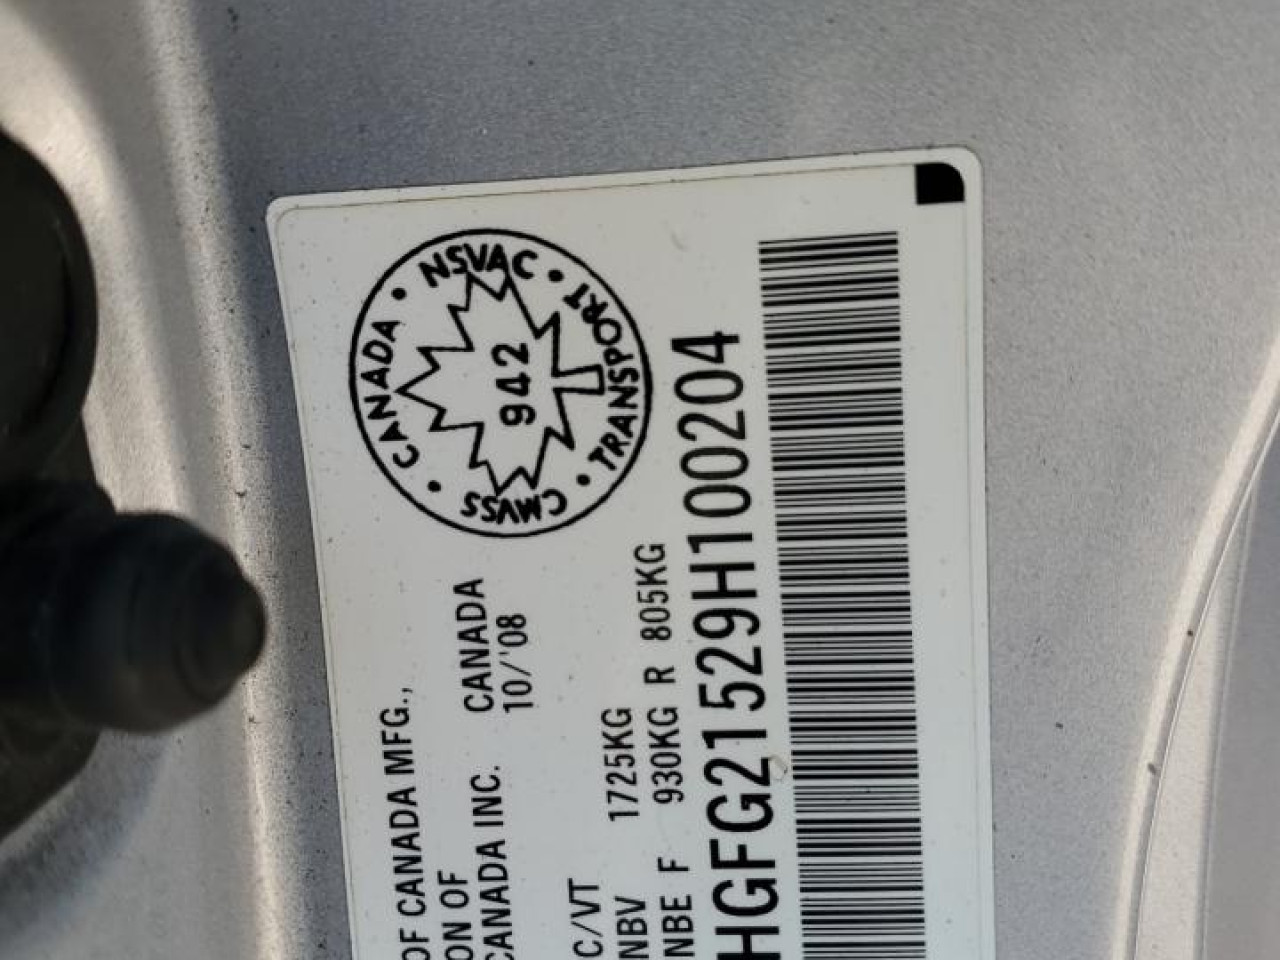 OF CANADA MFG.,
ON OF
CANADA INC. CANADA
10/'08
C/VT
NBV 1725KG
NBE F 930KG R 805KG
HGFG21529H100204
CANADA • NSVAC • TRANSPORT • CMVSS •
942